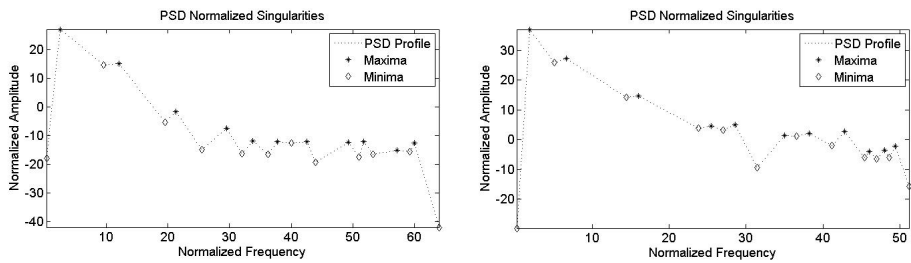 PSD Normalized Singularities
Normalized Amplitude
20
10
0
-10
-20
-30
-40
PSD Profile
Maxima
Minima
10 20 30 40 50 60
Normalized Frequency
PSD Normalized Singularities
Normalized Amplitude
30
20
10
0
-10
-20
PSD Profile
Maxima
Minima
10 20 30 40 50
Normalized Frequency